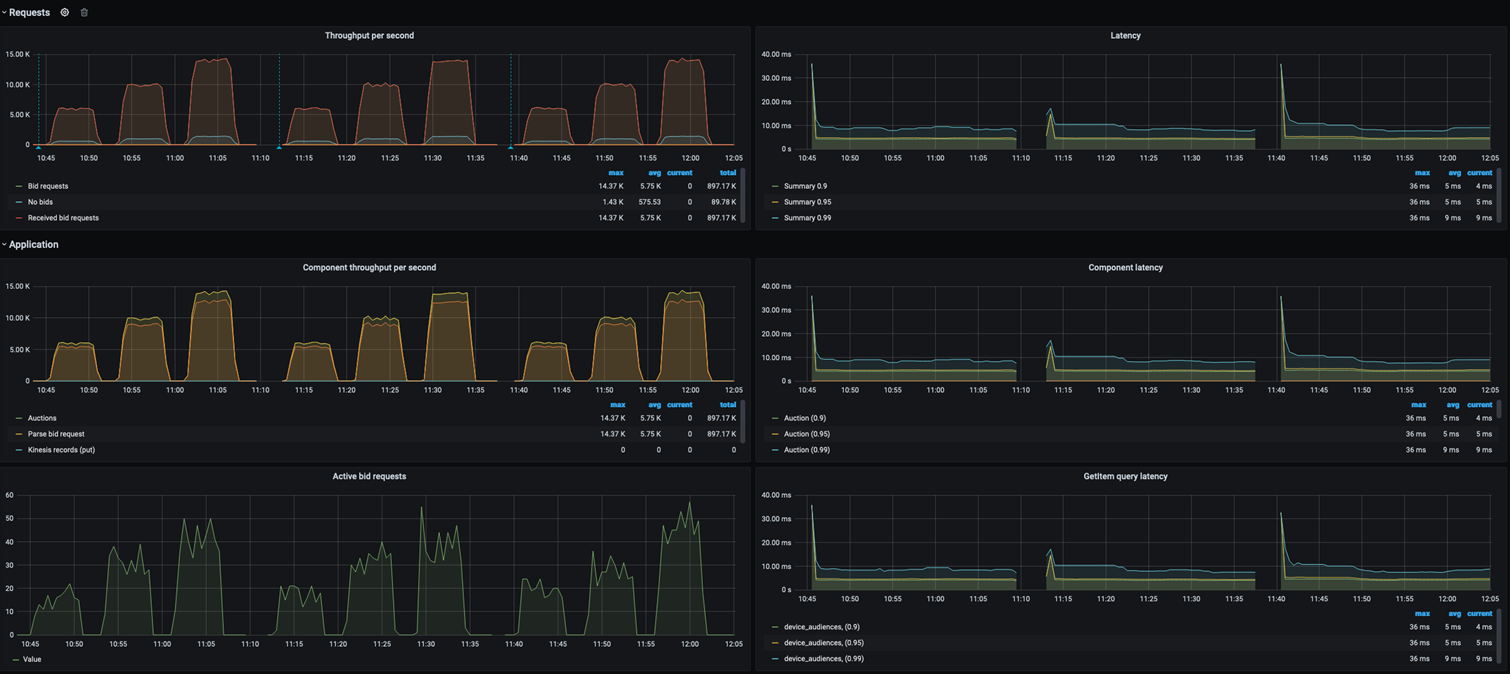 Requests
Throughput per second
15.00 K
10.00 K
5.00 K
0
10:45 10:50 10:55 11:00 11:05 11:10 11:15 11:20 11:25 11:30 11:35 11:40 11:45 11:50 11:55 12:00 12:05
max avg current total
Bid requests 14.37 K 5.75 K 0 897.17 K
No bids 1.43 K 575.53 0 89.78 K
Received bid requests 14.37 K 5.75 K 0 897.17 K
Latency
40.00 ms
30.00 ms
20.00 ms
10.00 ms
0 s
10:45 10:50 10:55 11:00 11:05 11:10 11:15 11:20 11:25 11:30 11:35 11:40 11:45 11:50 11:55 12:00 12:05
max avg current
Summary 0.9 36 ms 5 ms 4 ms
Summary 0.95 36 ms 5 ms 5 ms
Summary 0.99 36 ms 9 ms 9 ms
Application
Component throughput per second
15.00 K
10.00 K
5.00 K
0
10:45 10:50 10:55 11:00 11:05 11:10 11:15 11:20 11:25 11:30 11:35 11:40 11:45 11:50 11:55 12:00 12:05
max avg current total
Auctions 14.37 K 5.75 K 0 897.17 K
Parse bid request 14.37 K 5.75 K 0 897.17 K
Kinesis records (put) 0 0 0 0
Component latency
40.00 ms
30.00 ms
20.00 ms
10.00 ms
0 s
10:45 10:50 10:55 11:00 11:05 11:10 11:15 11:20 11:25 11:30 11:35 11:40 11:45 11:50 11:55 12:00 12:05
max avg current
Auction (0.9) 36 ms 5 ms 4 ms
Auction (0.95) 36 ms 5 ms 5 ms
Auction (0.99) 36 ms 9 ms 9 ms
Active bid requests
60
50
40
30
20
10
0
10:45 10:50 10:55 11:00 11:05 11:10 11:15 11:20 11:25 11:30 11:35 11:40 11:45 11:50 11:55 12:00 12:05
Value
GetItem query latency
40.00 ms
30.00 ms
20.00 ms
10.00 ms
0 s
10:45 10:50 10:55 11:00 11:05 11:10 11:15 11:20 11:25 11:30 11:35 11:40 11:45 11:50 11:55 12:00 12:05
max avg current
device_audiences, (0.9) 36 ms 5 ms 4 ms
device_audiences, (0.95) 36 ms 5 ms 5 ms
device_audiences, (0.99) 36 ms 9 ms 9 ms